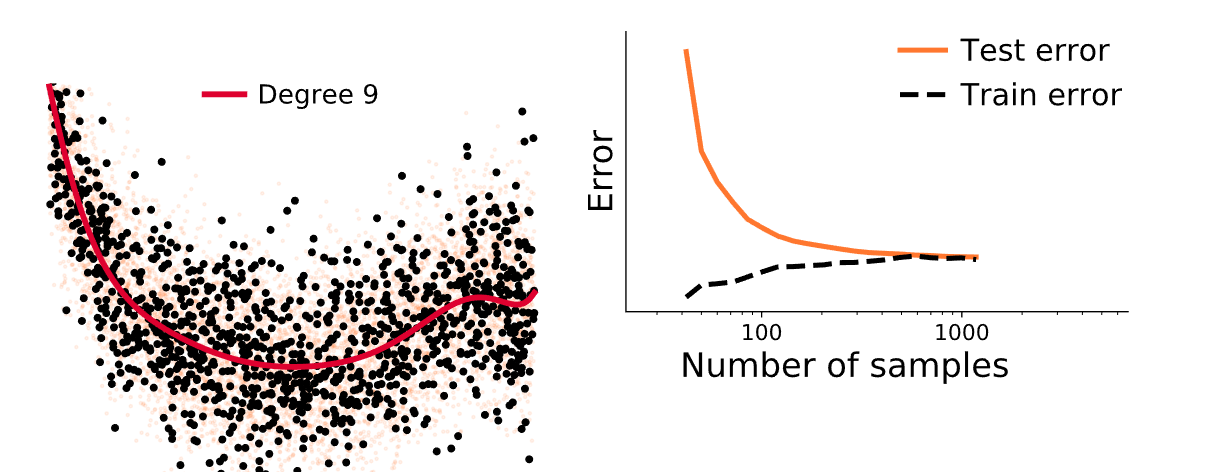 Degree 9
Test error
Train error
Error
100
1000
Number of samples